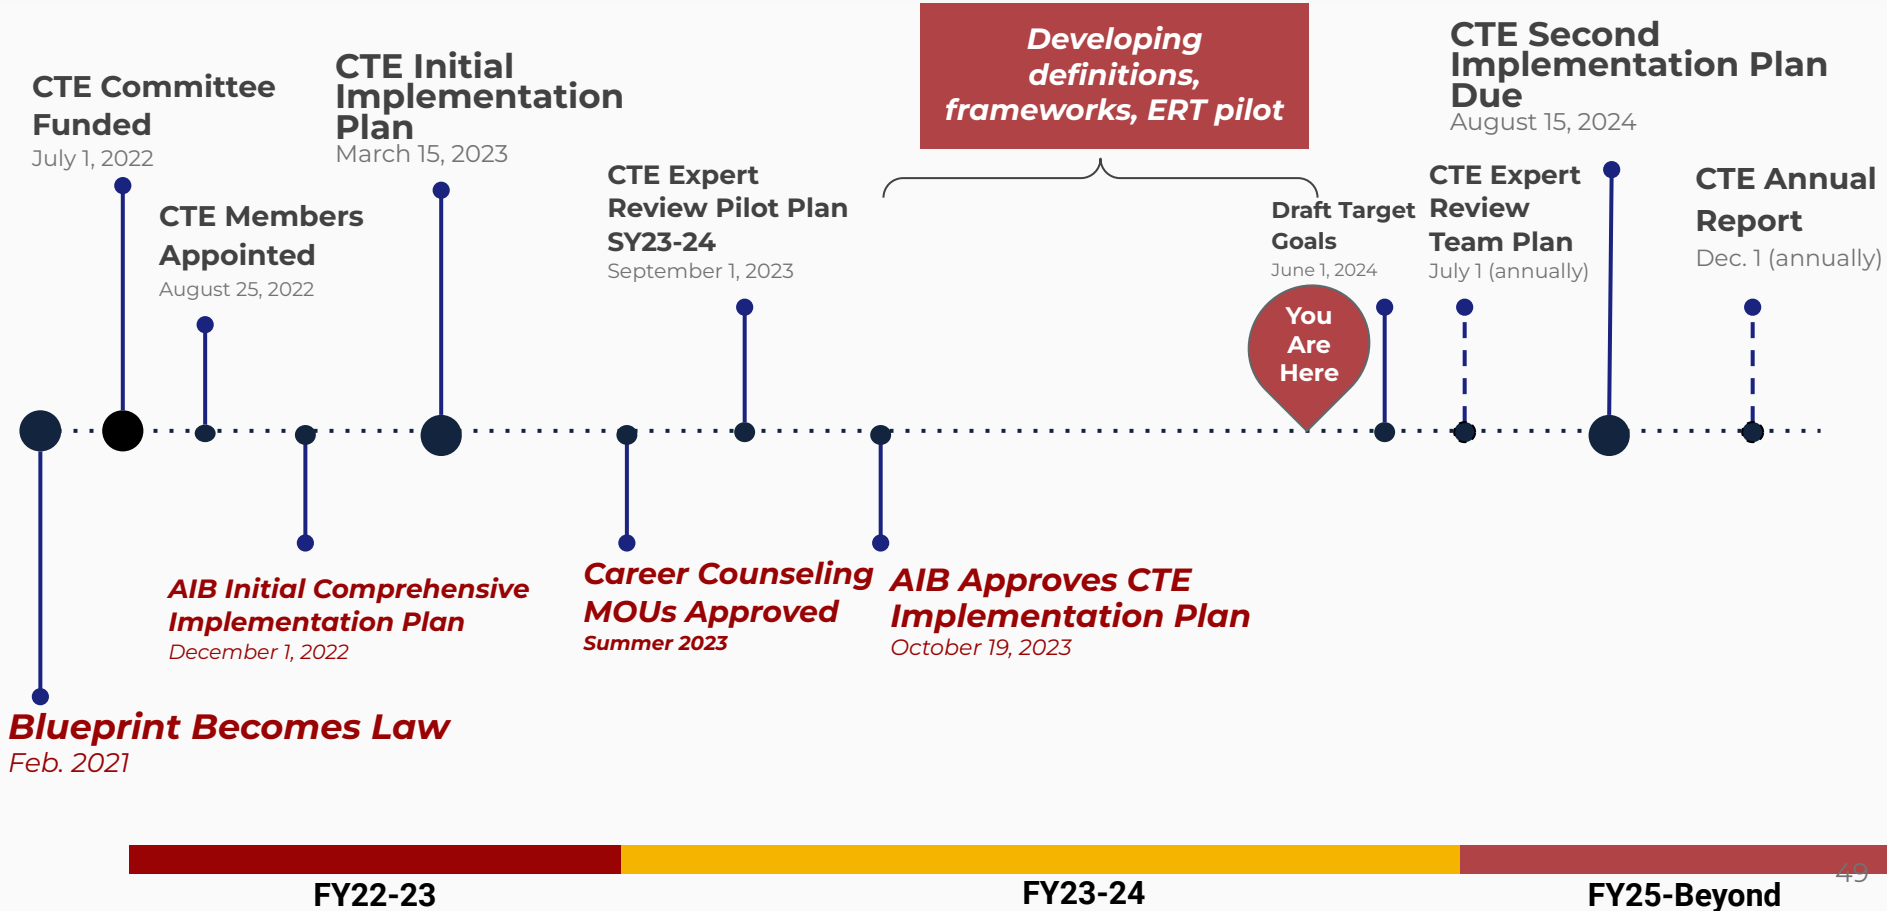 Developing
definitions,
frameworks, ERT pilot
CTE Committee
Funded
July 1, 2022
CTE Members
Appointed
August 25, 2022
CTE Initial
Implementation
Plan
March 15, 2023
CTE Expert
Review Pilot Plan
SY23-24
September 1, 2023
Draft Target
Goals
June 1, 2024
CTE Expert
Review
Team Plan
July 1 (annually)
CTE Second
Implementation Plan
Due
August 15, 2024
CTE Annual
Report
Dec. 1 (annually)
You
Are
Here
Blueprint Becomes Law
Feb. 2021
AIB Initial Comprehensive
Implementation Plan
December 1, 2022
Career Counseling
MOUs Approved
Summer 2023
AIB Approves CTE
Implementation Plan
October 19, 2023
FY22-23
FY23-24
FY25-Beyond
49